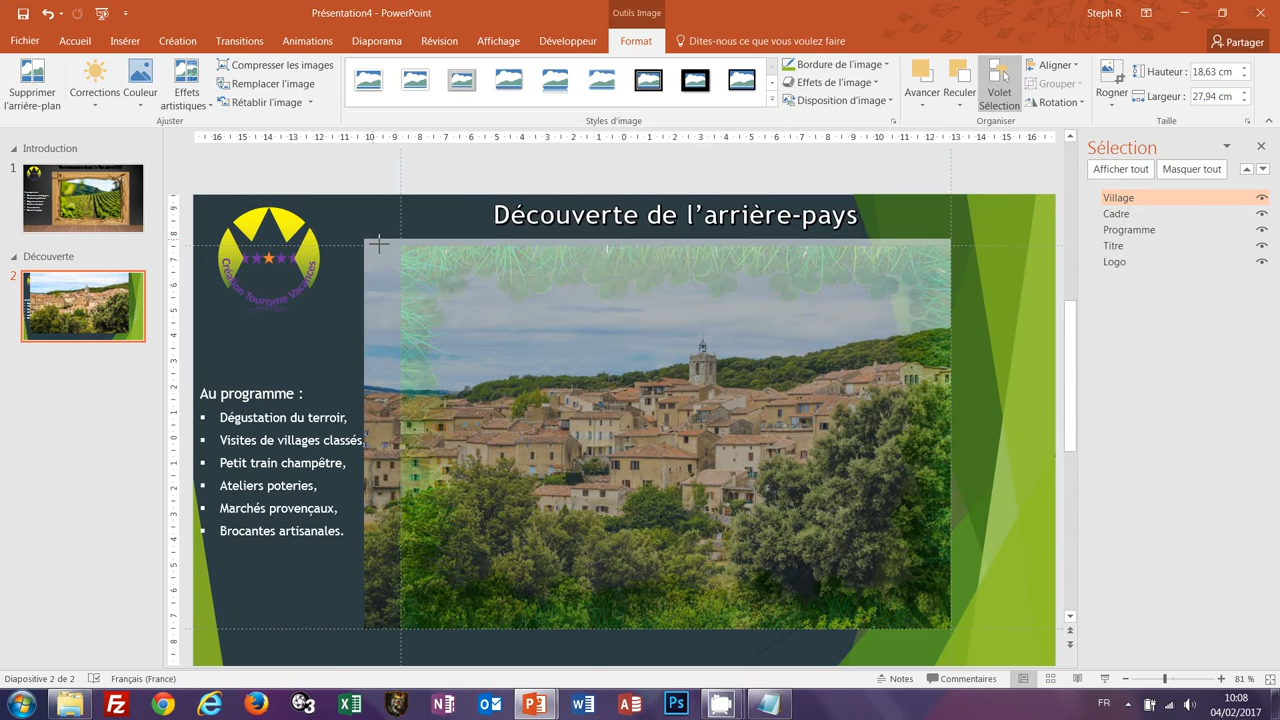 Présentation4 - PowerPoint
Outils Image
Steph R
Fichier
Accueil
Insérer
Création
Transitions
Animations
Diaporama
Révision
Affichage
Développeur
Format
Dites-nous ce que vous voulez faire
Partager
Supprimer l'arrière-plan
Corrections
Couleur
Effets artistiques
Compresser les images
Remplacer l'image
Rétablir l'image
Ajuster
Styles d'image
Bordure de l'image
Effets de l'image
Disposition d'image
Avancer
Reculer
Volet Sélection
Aligner
Grouper
Rotation
Organiser
Rogner
Hauteur :
18,63 cm
Largeur :
27,94 cm
Taille
Introduction
1
Découverte
2
Découverte de l'arrière-pays
Création Tourisme Vacances
Au programme :
Dégustation du terroir,
Visites de villages classés,
Petit train champêtre,
Ateliers poteries,
Marchés provençaux,
Brocantes artisanales.
Sélection
Afficher tout
Masquer tout
Village
Cadre
Programme
Titre
Logo
Diapositive 2 de 2
Français (France)
Notes
Commentaires
81 %
FR
10:08
04/02/2017